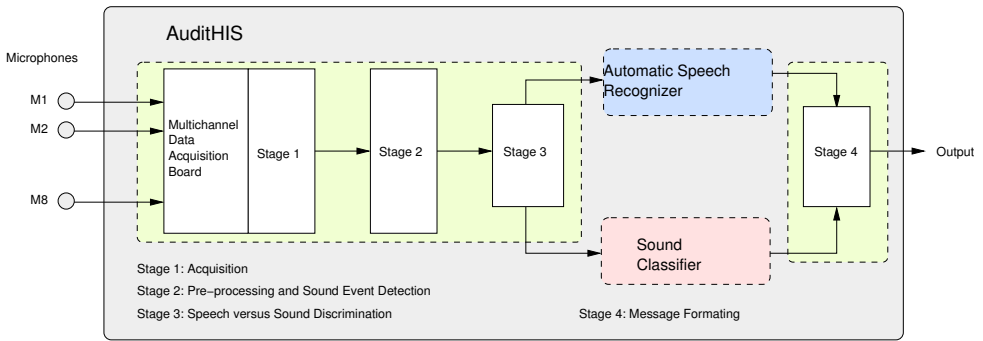 AuditHIS
Microphones
M1
M2
M8
Multichannel
Data
Acquisition
Board
Stage 1
Stage 2
Stage 3
Automatic Speech
Recognizer
Sound
Classifier
Stage 4
Output
Stage 1: Acquisition
Stage 2: Pre−processing and Sound Event Detection
Stage 3: Speech versus Sound Discrimination
Stage 4: Message Formating